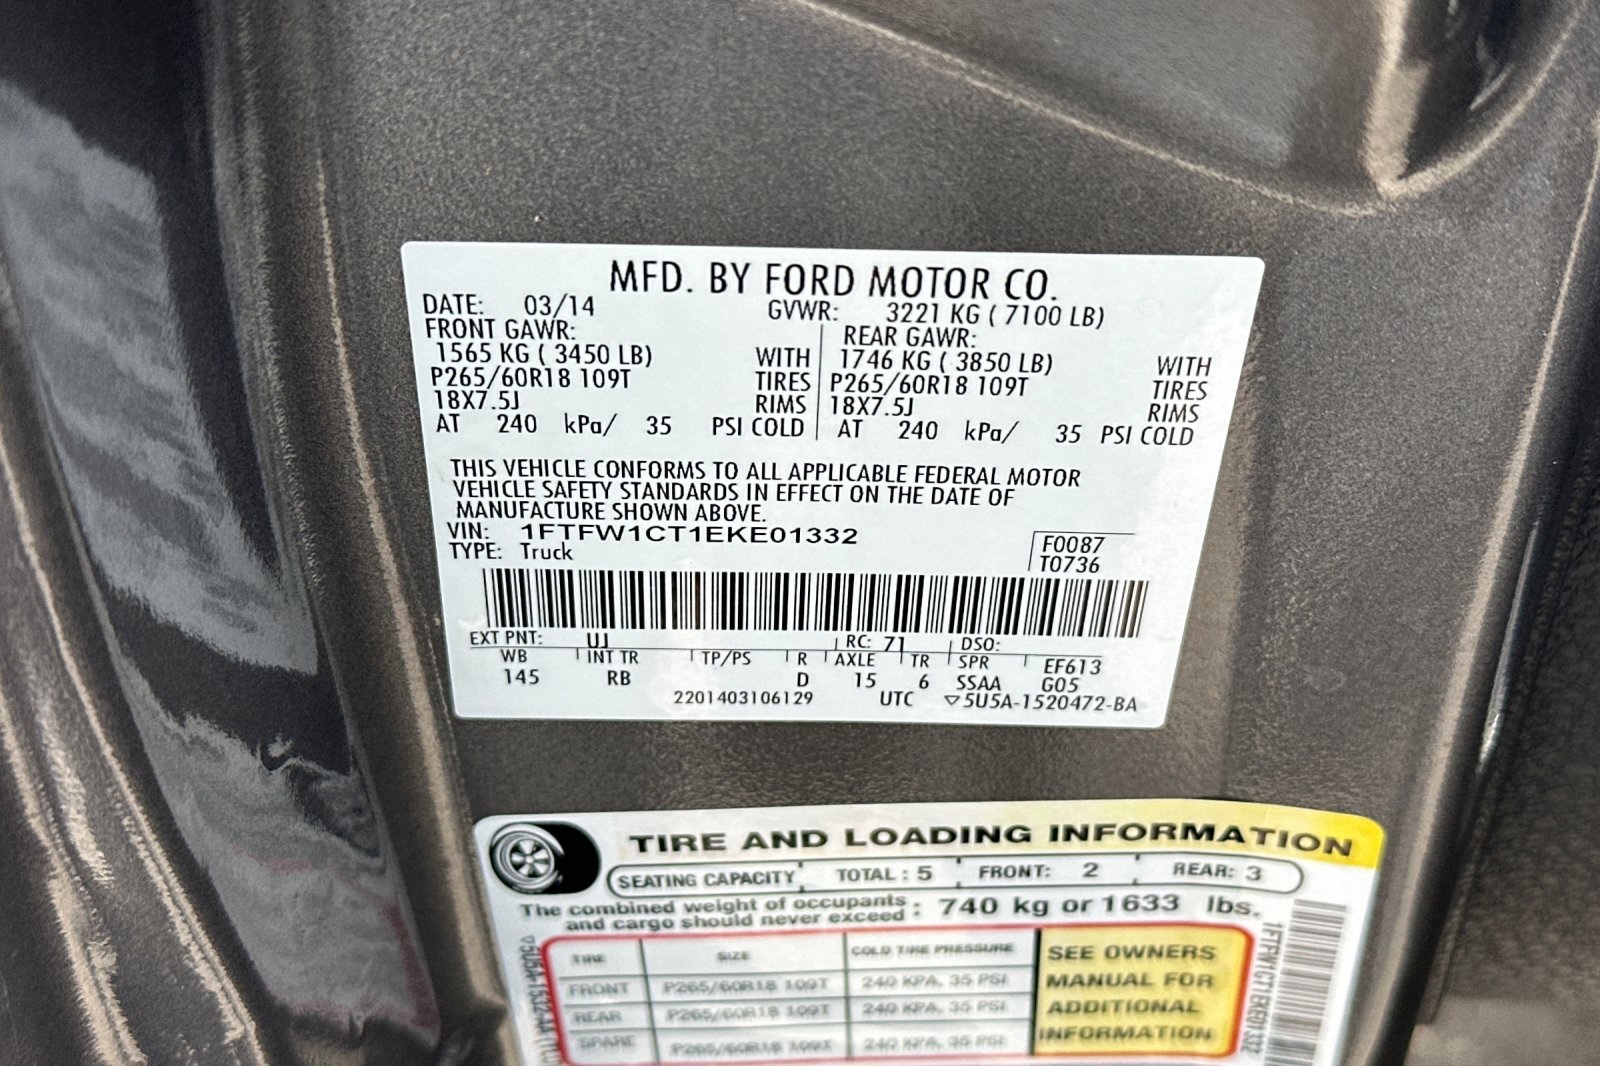 MFD. BY FORD MOTOR CO.
DATE: 03/14 GVWR: 3221 KG ( 7100 LB)
FRONT GAWR: REAR GAWR:
1565 KG ( 3450 LB) WITH 1746 KG ( 3850 LB) WITH
P265/60R18 109T TIRES P265/60R18 109T TIRES
18X7.5J RIMS 18X7.5J RIMS
AT 240 kPa/ 35 PSI COLD AT 240 kPa/ 35 PSI COLD
THIS VEHICLE CONFORMS TO ALL APPLICABLE FEDERAL MOTOR
VEHICLE SAFETY STANDARDS IN EFFECT ON THE DATE OF
MANUFACTURE SHOWN ABOVE.
VIN: 1FTFW1CT1EKE01332
TYPE: Truck
F0087
T0736
EXT PNT: UJ RC: 71 DSO:
WB INT TR TP/PS R AXLE TR SPR EF613
145 RB D 15 6 SSAA G05
2201403106129 UTC ▽5U5A-1520472-BA
TIRE AND LOADING INFORMATION
SEATING CAPACITY TOTAL : 5 FRONT: 2 REAR: 3
The combined weight of occupants
and cargo should never exceed : 740 kg or 1633 lbs.
TIRE SIZE COLD TIRE PRESSURE
FRONT P265/60R18 109T 240 KPA, 35 PSI
REAR P265/60R18 109T 240 KPA, 35 PSI
SPARE P265/60R18 109T 240 KPA, 35 PSI
SEE OWNERS
MANUAL FOR
ADDITIONAL
INFORMATION
1FTFW1CT1EKE01332